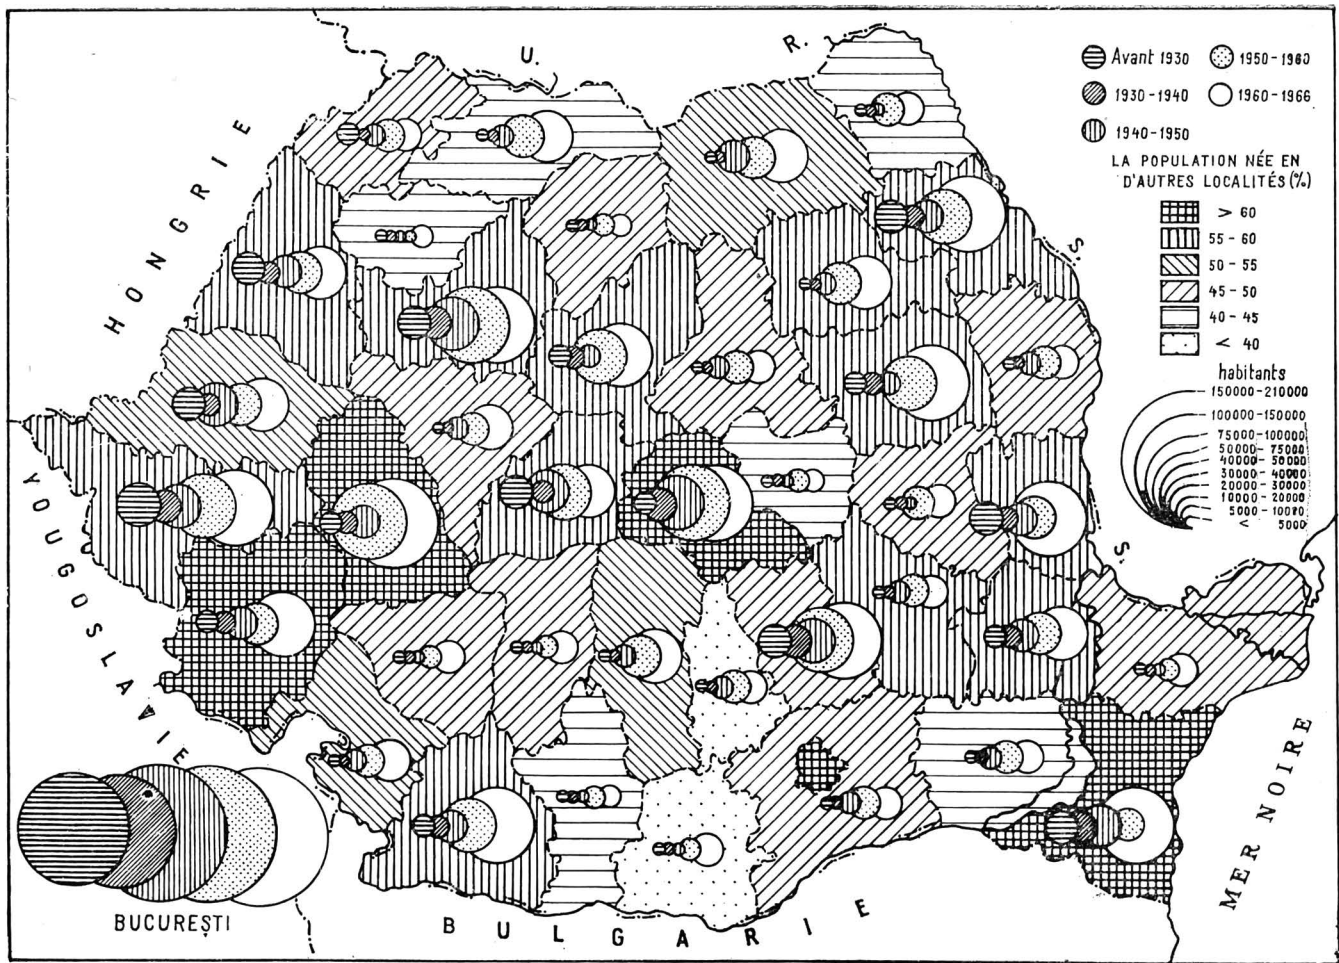 U. R. S. S.
HONGRIE
YOUGOSLAVIE
BULGARIE
MER NOIRE
BUCUREȘTI
Avant 1930
1930-1940
1940-1950
1950-1960
1960-1966
LA POPULATION NÉE EN
D'AUTRES LOCALITÉS (%)
> 60
55-60
50-55
45-50
40-45
< 40
habitants
150000-210000
100000-150000
75000-100000
50000-75000
40000-50000
30000-40000
20000-30000
10000-20000
5000-10000
< 5000